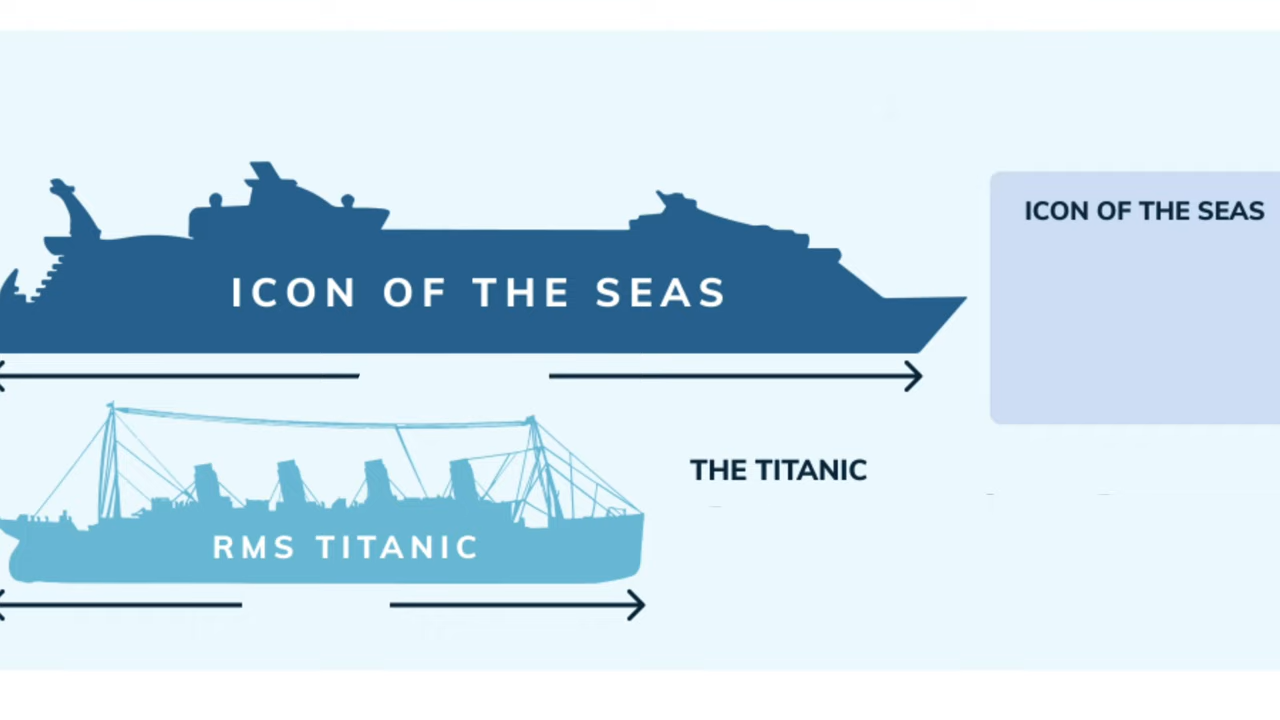 ICON OF THE SEAS
ICON OF THE SEAS
THE TITANIC
RMS TITANIC